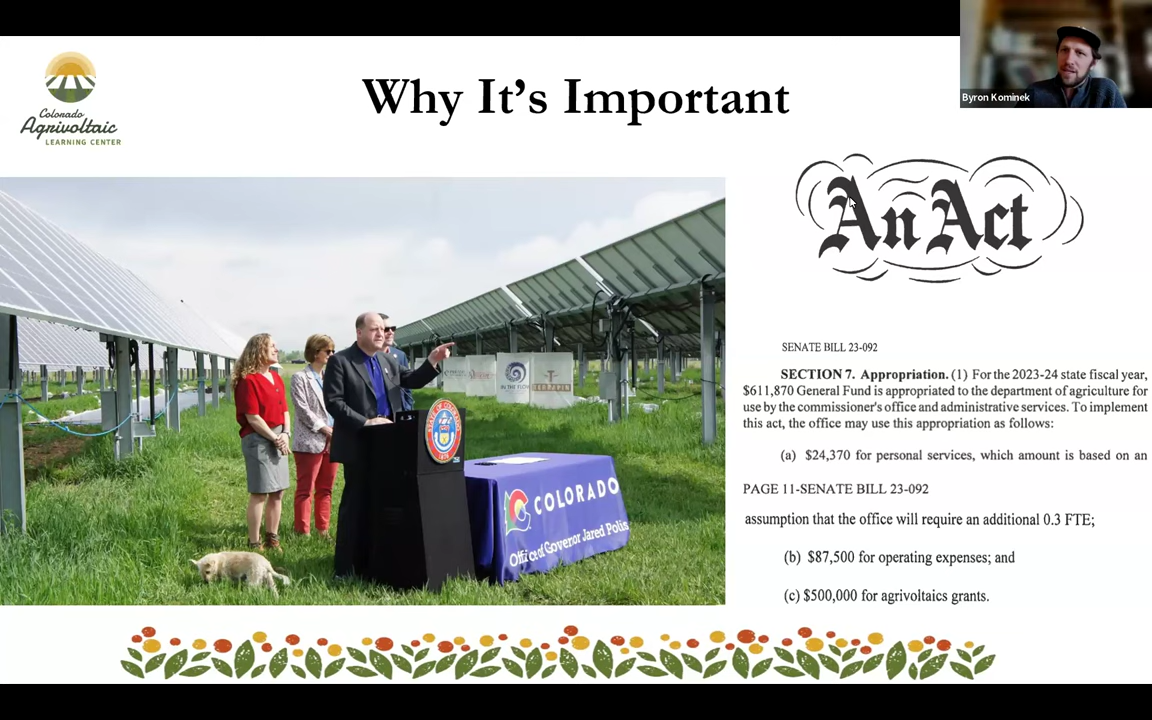 Colorado
Agrivoltaic
LEARNING CENTER
Why It's Important
Byron Kominek
An Act
SENATE BILL 23-092
SECTION 7. Appropriation. (1) For the 2023-24 state fiscal year,
$611,870 General Fund is appropriated to the department of agriculture for
use by the commissioner's office and administrative services. To implement
this act, the office may use this appropriation as follows:
(a) $24,370 for personal services, which amount is based on an
PAGE 11-SENATE BILL 23-092
assumption that the office will require an additional 0.3 FTE;
(b) $87,500 for operating expenses; and
(c) $500,000 for agrivoltaics grants.
IN THE FLOW
COLORADO
Office of Governor Jared Polis